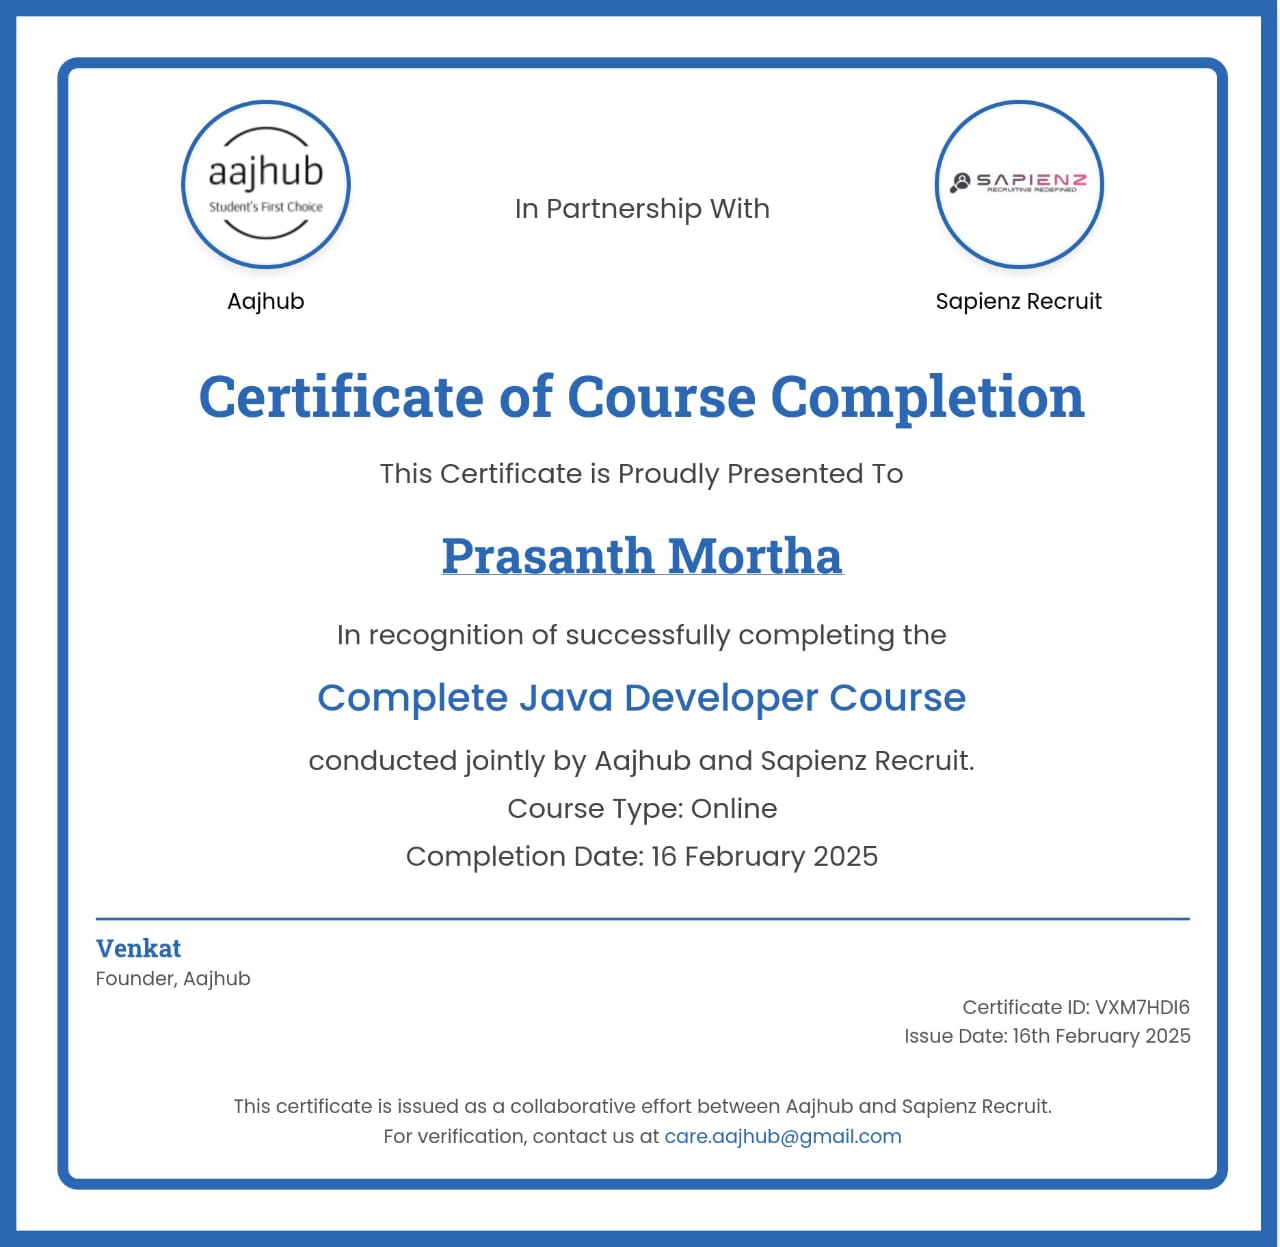 aajhub
Student's First Choice
Aajhub
In Partnership With
SAPIENZ
RECRUITING REDEFINED
Sapienz Recruit
Certificate of Course Completion
This Certificate is Proudly Presented To
Prasanth Mortha
In recognition of successfully completing the
Complete Java Developer Course
conducted jointly by Aajhub and Sapienz Recruit.
Course Type: Online
Completion Date: 16 February 2025
Venkat
Founder, Aajhub
Certificate ID: VXM7HDI6
Issue Date: 16th February 2025
This certificate is issued as a collaborative effort between Aajhub and Sapienz Recruit.
For verification, contact us at care.aajhub@gmail.com